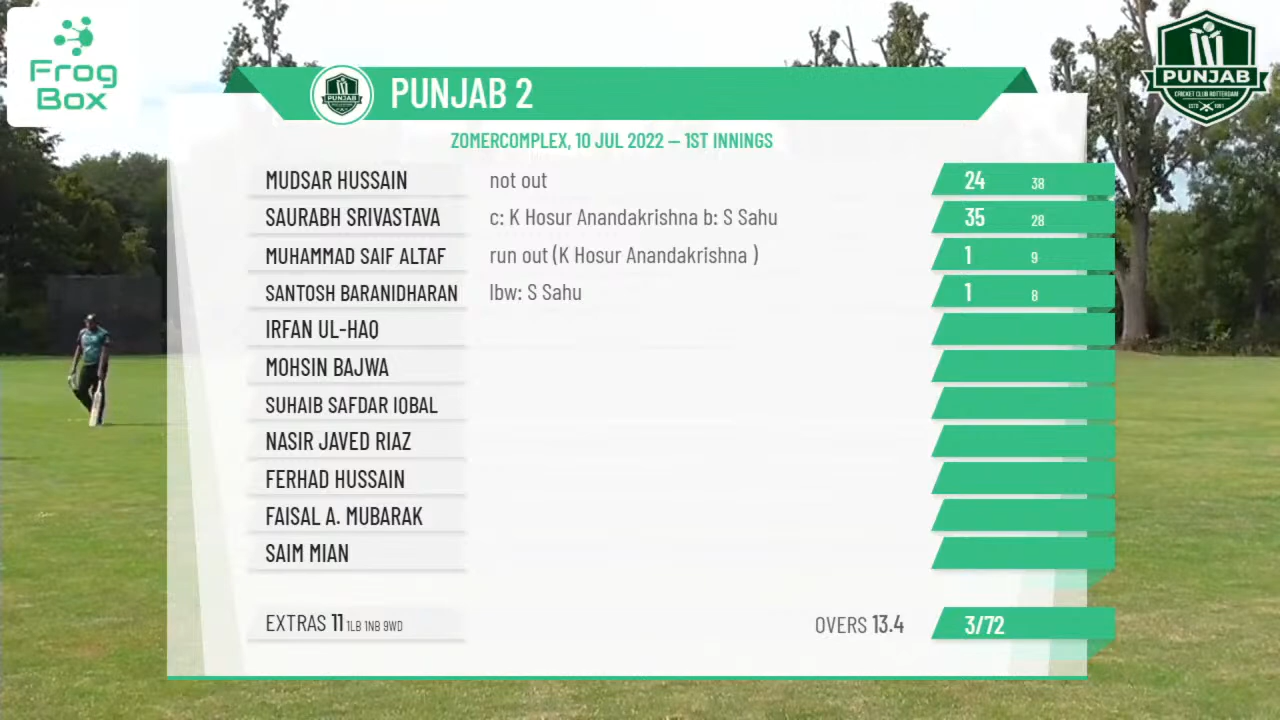 Frog
Box
PUNJAB
CRICKET CLUB ROTTERDAM
PUNJAB 2
ZOMERCOMPLEX, 10 JUL 2022 – 1ST INNINGS
MUDSAR HUSSAIN not out 24 38
SAURABH SRIVASTAVA c: K Hosur Anandakrishna b: S Sahu 35 28
MUHAMMAD SAIF ALTAF run out (K Hosur Anandakrishna ) 1 9
SANTOSH BARANIDHARAN lbw: S Sahu 1 8
IRFAN UL-HAQ
MOHSIN BAJWA
SUHAIB SAFDAR IQBAL
NASIR JAVED RIAZ
FERHAD HUSSAIN
FAISAL A. MUBARAK
SAIM MIAN
EXTRAS 11 1LB 1NB 9WD OVERS 13.4 3/72